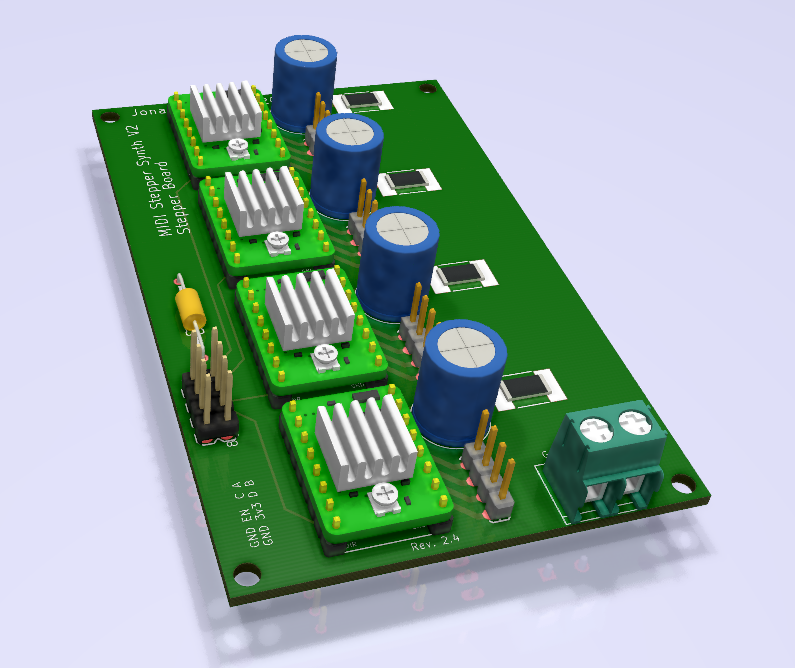 Jona
MIDI Stepper Synth V2
Stepper Board
GND EN C A
GND 3v3 D B
Rev. 2.4